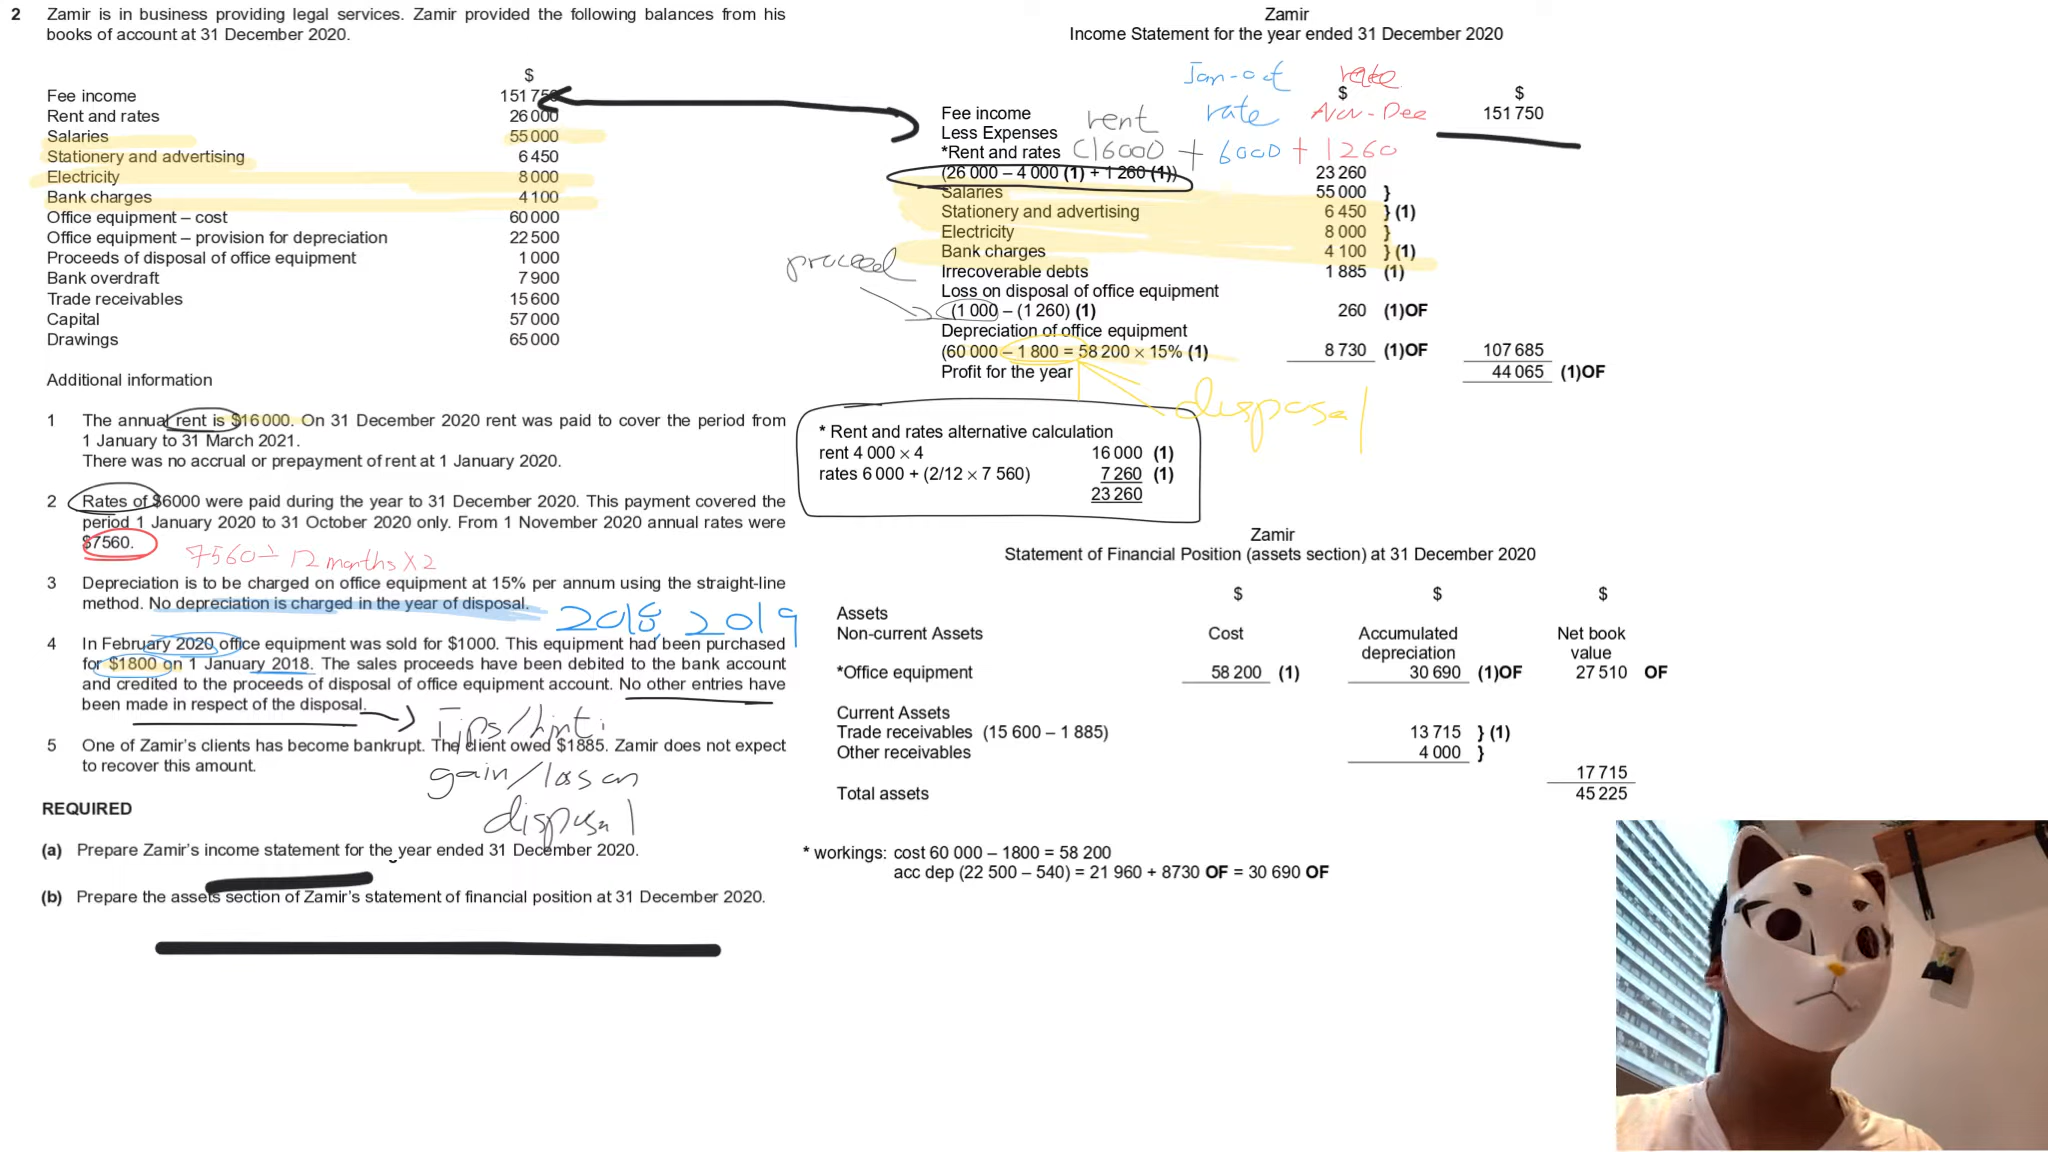 2 Zamir is in business providing legal services. Zamir provided the following balances from his
books of account at 31 December 2020.
$
Fee income 151 750
Rent and rates 26 000
Salaries 55 000
Stationery and advertising 6 450
Electricity 8 000
Bank charges 4 100
Office equipment – cost 60 000
Office equipment – provision for depreciation 22 500
Proceeds of disposal of office equipment 1 000
Bank overdraft 7 900
Trade receivables 15 600
Capital 57 000
Drawings 65 000
Additional information
1 The annual rent is $16 000. On 31 December 2020 rent was paid to cover the period from
1 January to 31 March 2021.
There was no accrual or prepayment of rent at 1 January 2020.
2 Rates of $6000 were paid during the year to 31 December 2020. This payment covered the
period 1 January 2020 to 31 October 2020 only. From 1 November 2020 annual rates were
$7560.
7560 ÷ 12 months x 2
3 Depreciation is to be charged on office equipment at 15% per annum using the straight-line
method. No depreciation is charged in the year of disposal.
2018, 2019
4 In February 2020 office equipment was sold for $1000. This equipment had been purchased
for $1800 on 1 January 2018. The sales proceeds have been debited to the bank account
and credited to the proceeds of disposal of office equipment account. No other entries have
been made in respect of the disposal.
Tips/hint:
5 One of Zamir's clients has become bankrupt. The client owed $1885. Zamir does not expect
to recover this amount.
gain/loss on
disposal
REQUIRED
(a) Prepare Zamir's income statement for the year ended 31 December 2020.
(b) Prepare the assets section of Zamir's statement of financial position at 31 December 2020.
Zamir
Income Statement for the year ended 31 December 2020
Jan-oct rate
$ $
Fee income rent rate Nov-Dec 151 750
Less Expenses
*Rent and rates (16000 + 6000 + 1260
(26 000 – 4 000 (1) + 1 260 (1)) 23 260
Salaries 55 000 }
Stationery and advertising 6 450 } (1)
Electricity 8 000 }
Bank charges 4 100 } (1)
proceed
Irrecoverable debts 1 885 (1)
Loss on disposal of office equipment
(1 000 – (1 260) (1) 260 (1)OF
Depreciation of office equipment
(60 000 – 1 800 = 58 200 × 15% (1) 8 730 (1)OF 107 685
Profit for the year 44 065 (1)OF
disposal
* Rent and rates alternative calculation
rent 4 000 × 4 16 000 (1)
rates 6 000 + (2/12 × 7 560) 7 260 (1)
23 260
Zamir
Statement of Financial Position (assets section) at 31 December 2020
$ $ $
Assets
Non-current Assets Cost Accumulated depreciation Net book value
*Office equipment 58 200 (1) 30 690 (1)OF 27 510 OF
Current Assets
Trade receivables (15 600 – 1 885) 13 715 } (1)
Other receivables 4 000 }
17 715
Total assets 45 225
* workings: cost 60 000 – 1800 = 58 200
acc dep (22 500 – 540) = 21 960 + 8730 OF = 30 690 OF